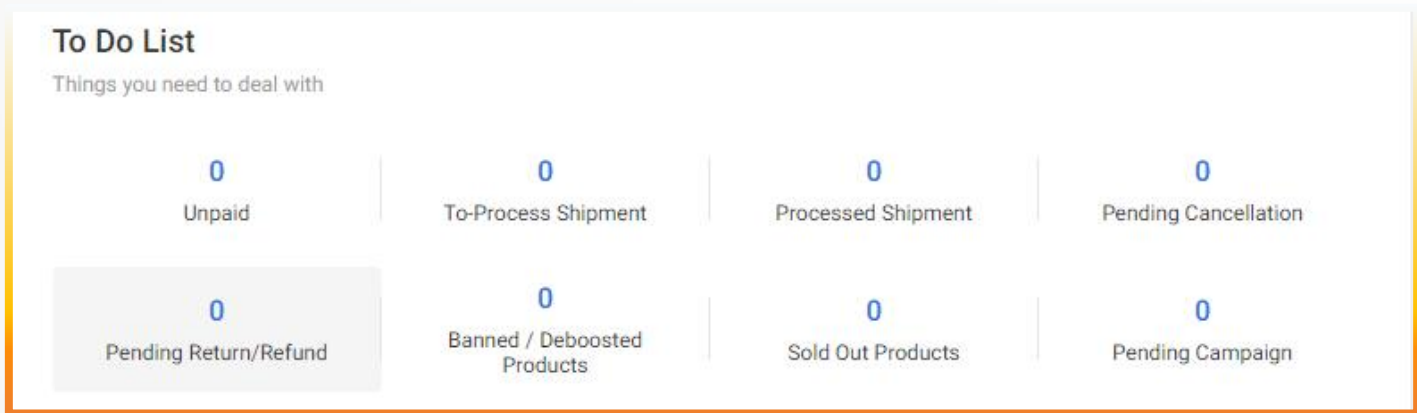 To Do List
Things you need to deal with
0
Unpaid
0
To-Process Shipment
0
Processed Shipment
0
Pending Cancellation
0
Pending Return/Refund
0
Banned / Deboosted
Products
0
Sold Out Products
0
Pending Campaign